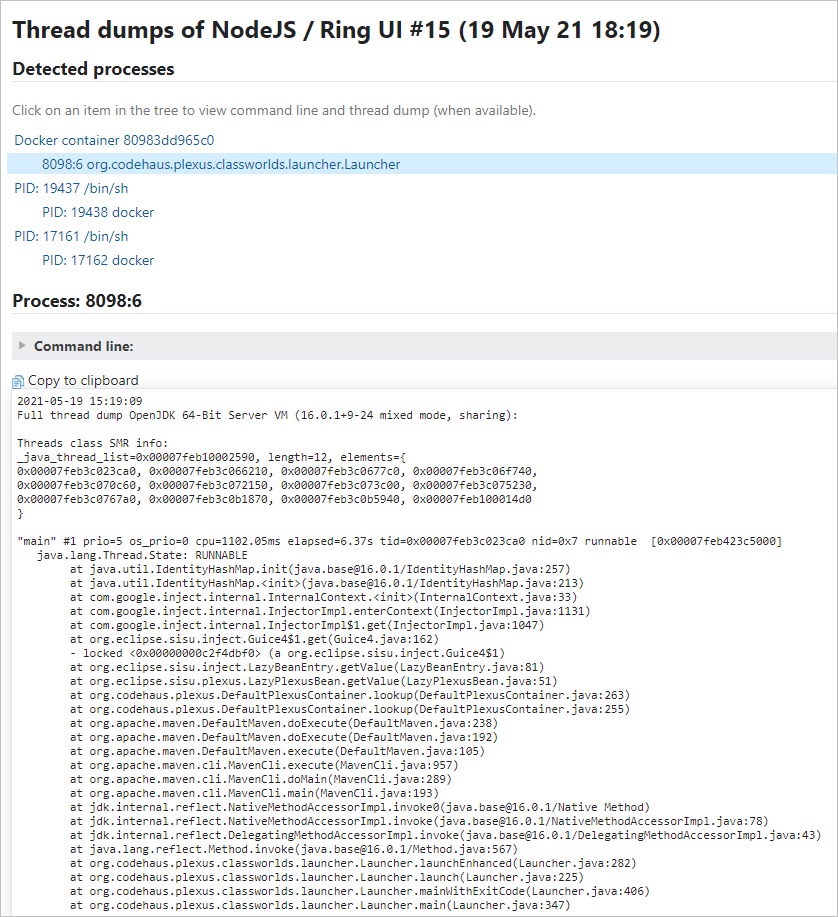 Thread dumps of NodeJS / Ring UI #15 (19 May 21 18:19)
Detected processes
Click on an item in the tree to view command line and thread dump (when available).
Docker container 80983dd965c0
8098:6 org.codehaus.plexus.classworlds.launcher.Launcher
PID: 19437 /bin/sh
PID: 19438 docker
PID: 17161 /bin/sh
PID: 17162 docker
Process: 8098:6
Command line:
Copy to clipboard
2021-05-19 15:19:09
Full thread dump OpenJDK 64-Bit Server VM (16.0.1+9-24 mixed mode, sharing):
Threads class SMR info:
_java_thread_list=0x00007feb10002590, length=12, elements={
0x00007feb3c023ca0, 0x00007feb3c066210, 0x00007feb3c0677c0, 0x00007feb3c06f740,
0x00007feb3c070c60, 0x00007feb3c072150, 0x00007feb3c073c00, 0x00007feb3c075230,
0x00007feb3c0767a0, 0x00007feb3c0b1870, 0x00007feb3c0b5940, 0x00007feb100014d0
}
"main" #1 prio=5 os_prio=0 cpu=1102.05ms elapsed=6.37s tid=0x00007feb3c023ca0 nid=0x7 runnable  [0x00007feb423c5000]
java.lang.Thread.State: RUNNABLE
at java.util.IdentityHashMap.init(java.base@16.0.1/IdentityHashMap.java:257)
at java.util.IdentityHashMap.<init>(java.base@16.0.1/IdentityHashMap.java:213)
at com.google.inject.internal.InternalContext.<init>(InternalContext.java:33)
at com.google.inject.internal.InjectorImpl.enterContext(InjectorImpl.java:1131)
at com.google.inject.internal.InjectorImpl$1.get(InjectorImpl.java:1047)
at org.eclipse.sisu.inject.Guice4$1.get(Guice4.java:162)
- locked <0x00000000c2f4dbf0> (a org.eclipse.sisu.inject.Guice4$1)
at org.eclipse.sisu.inject.LazyBeanEntry.getValue(LazyBeanEntry.java:81)
at org.eclipse.sisu.plexus.LazyPlexusBean.getValue(LazyPlexusBean.java:51)
at org.codehaus.plexus.DefaultPlexusContainer.lookup(DefaultPlexusContainer.java:263)
at org.codehaus.plexus.DefaultPlexusContainer.lookup(DefaultPlexusContainer.java:255)
at org.apache.maven.DefaultMaven.doExecute(DefaultMaven.java:238)
at org.apache.maven.DefaultMaven.doExecute(DefaultMaven.java:192)
at org.apache.maven.DefaultMaven.execute(DefaultMaven.java:105)
at org.apache.maven.cli.MavenCli.execute(MavenCli.java:957)
at org.apache.maven.cli.MavenCli.doMain(MavenCli.java:289)
at org.apache.maven.cli.MavenCli.main(MavenCli.java:193)
at jdk.internal.reflect.NativeMethodAccessorImpl.invoke0(java.base@16.0.1/Native Method)
at jdk.internal.reflect.NativeMethodAccessorImpl.invoke(java.base@16.0.1/NativeMethodAccessorImpl.java:78)
at jdk.internal.reflect.DelegatingMethodAccessorImpl.invoke(java.base@16.0.1/DelegatingMethodAccessorImpl.java:43)
at java.lang.reflect.Method.invoke(java.base@16.0.1/Method.java:567)
at org.codehaus.plexus.classworlds.launcher.Launcher.launchEnhanced(Launcher.java:282)
at org.codehaus.plexus.classworlds.launcher.Launcher.launch(Launcher.java:225)
at org.codehaus.plexus.classworlds.launcher.Launcher.mainWithExitCode(Launcher.java:406)
at org.codehaus.plexus.classworlds.launcher.Launcher.main(Launcher.java:347)